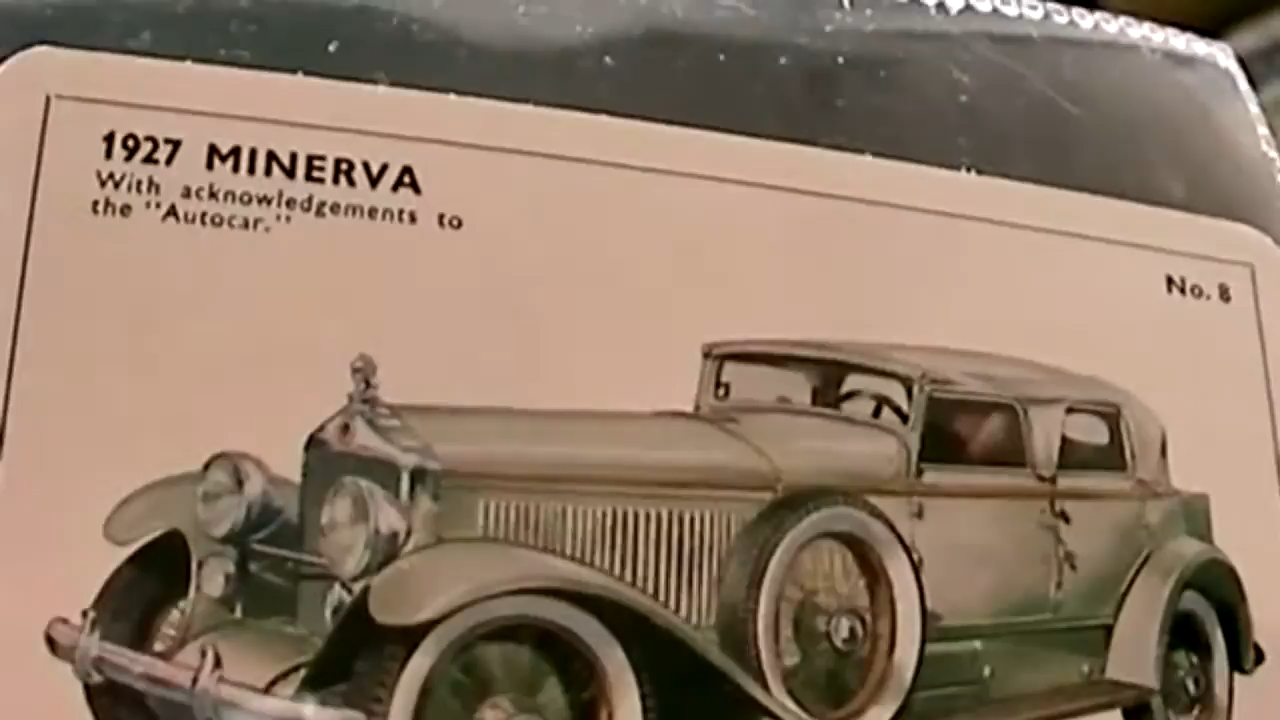 1927 MINERVA
With acknowledgements to
the "Autocar."
No. 8